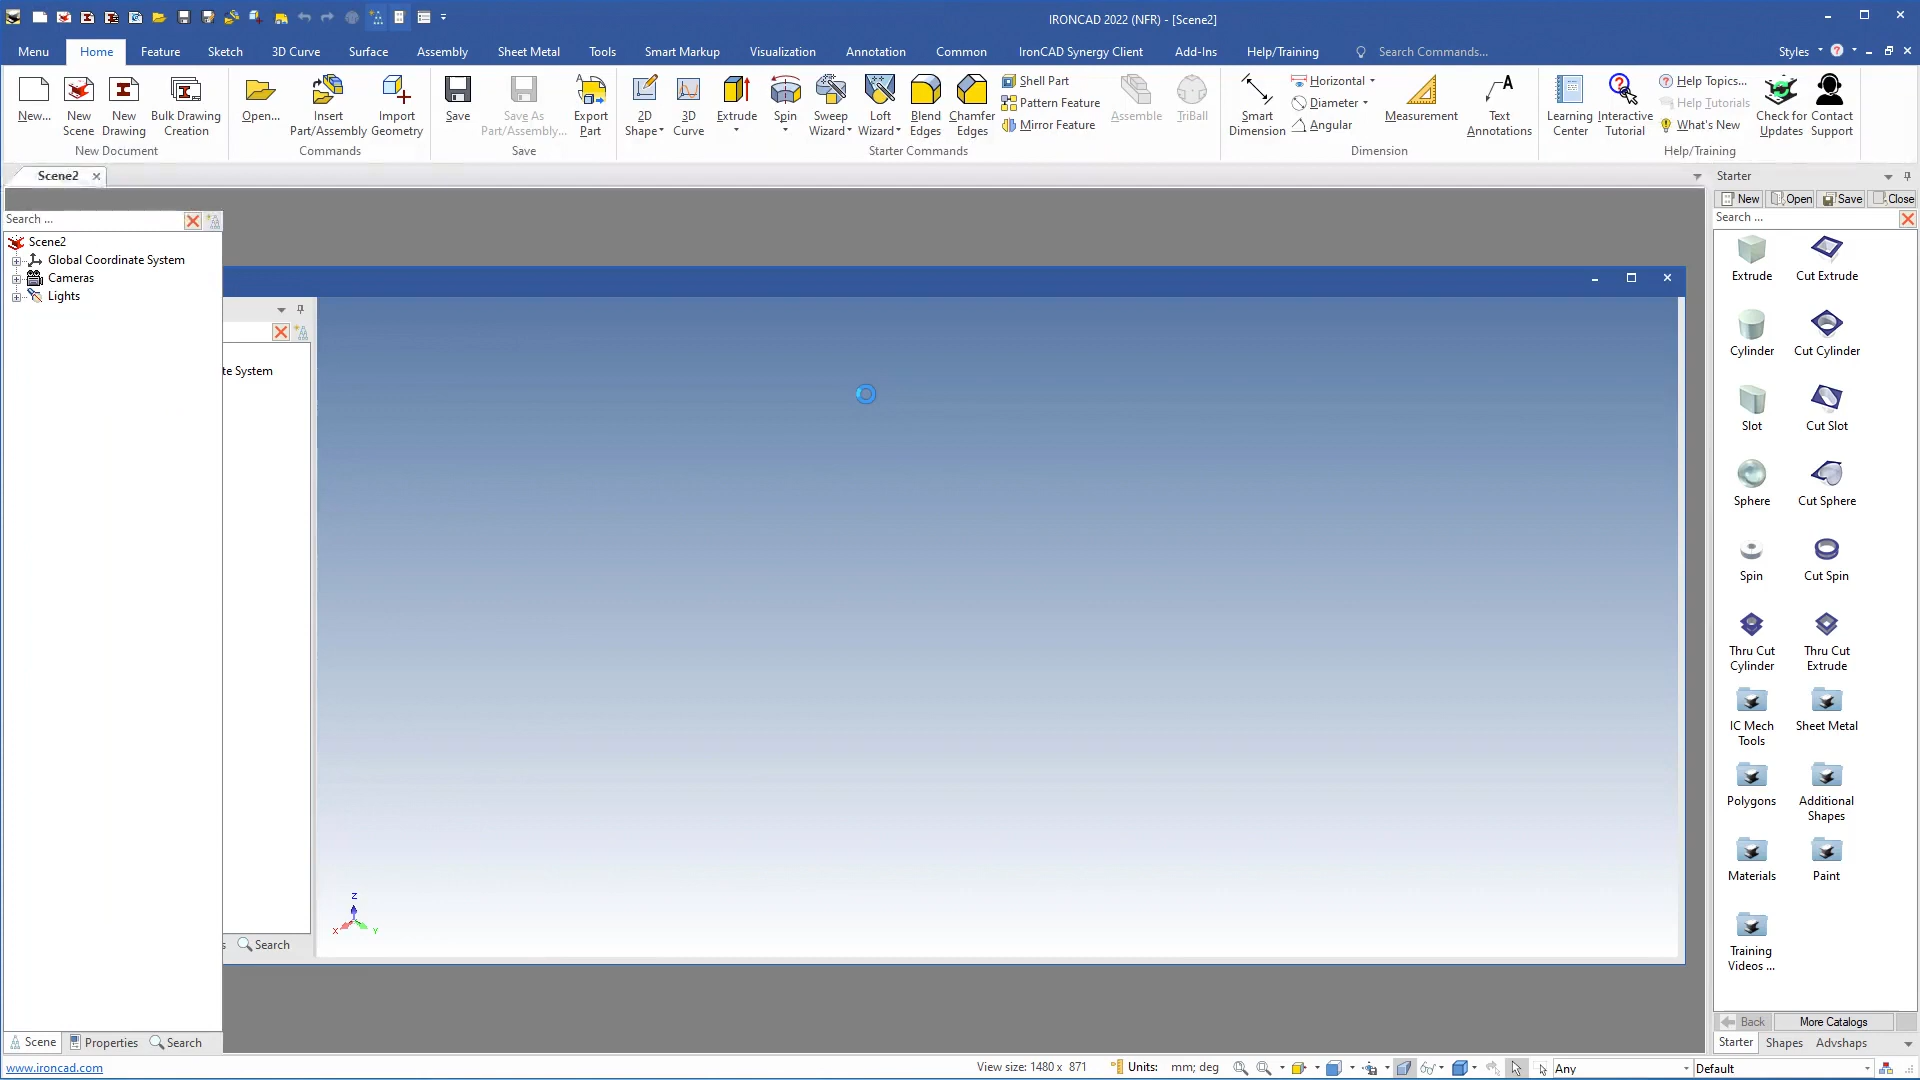 IRONCAD 2022 (NFR) - [Scene2]
Menu Home Feature Sketch 3D Curve Surface Assembly Sheet Metal Tools Smart Markup Visualization Annotation Common IronCAD Synergy Client Add-Ins Help/Training Search Commands... Styles
New... New Scene New Drawing Bulk Drawing Creation
New Document
Open... Insert Part/Assembly Import Geometry
Commands
Save Save As Part/Assembly... Export Part
Save
2D Shape 3D Curve Extrude Spin Sweep Wizard Loft Wizard Blend Edges Chamfer Edges
Shell Part
Pattern Feature
Mirror Feature
Assemble TriBall
Starter Commands
Smart Dimension
Horizontal
Diameter
Angular
Measurement Text Annotations
Dimension
Learning Center Interactive Tutorial
Help Topics...
Help Tutorials
What's New
Check for Updates Contact Support
Help/Training
Scene2
Search ...
Scene2
Global Coordinate System
Cameras
Lights
te System
s Search
Z
X Y
Scene Properties Search
Starter
New Open Save Close
Search ...
Extrude Cut Extrude
Cylinder Cut Cylinder
Slot Cut Slot
Sphere Cut Sphere
Spin Cut Spin
Thru Cut Cylinder Thru Cut Extrude
IC Mech Tools Sheet Metal
Polygons Additional Shapes
Materials Paint
Training Videos ...
Back More Catalogs
Starter Shapes Advshaps
www.ironcad.com View size: 1480 x 871 Units: mm; deg Any Default